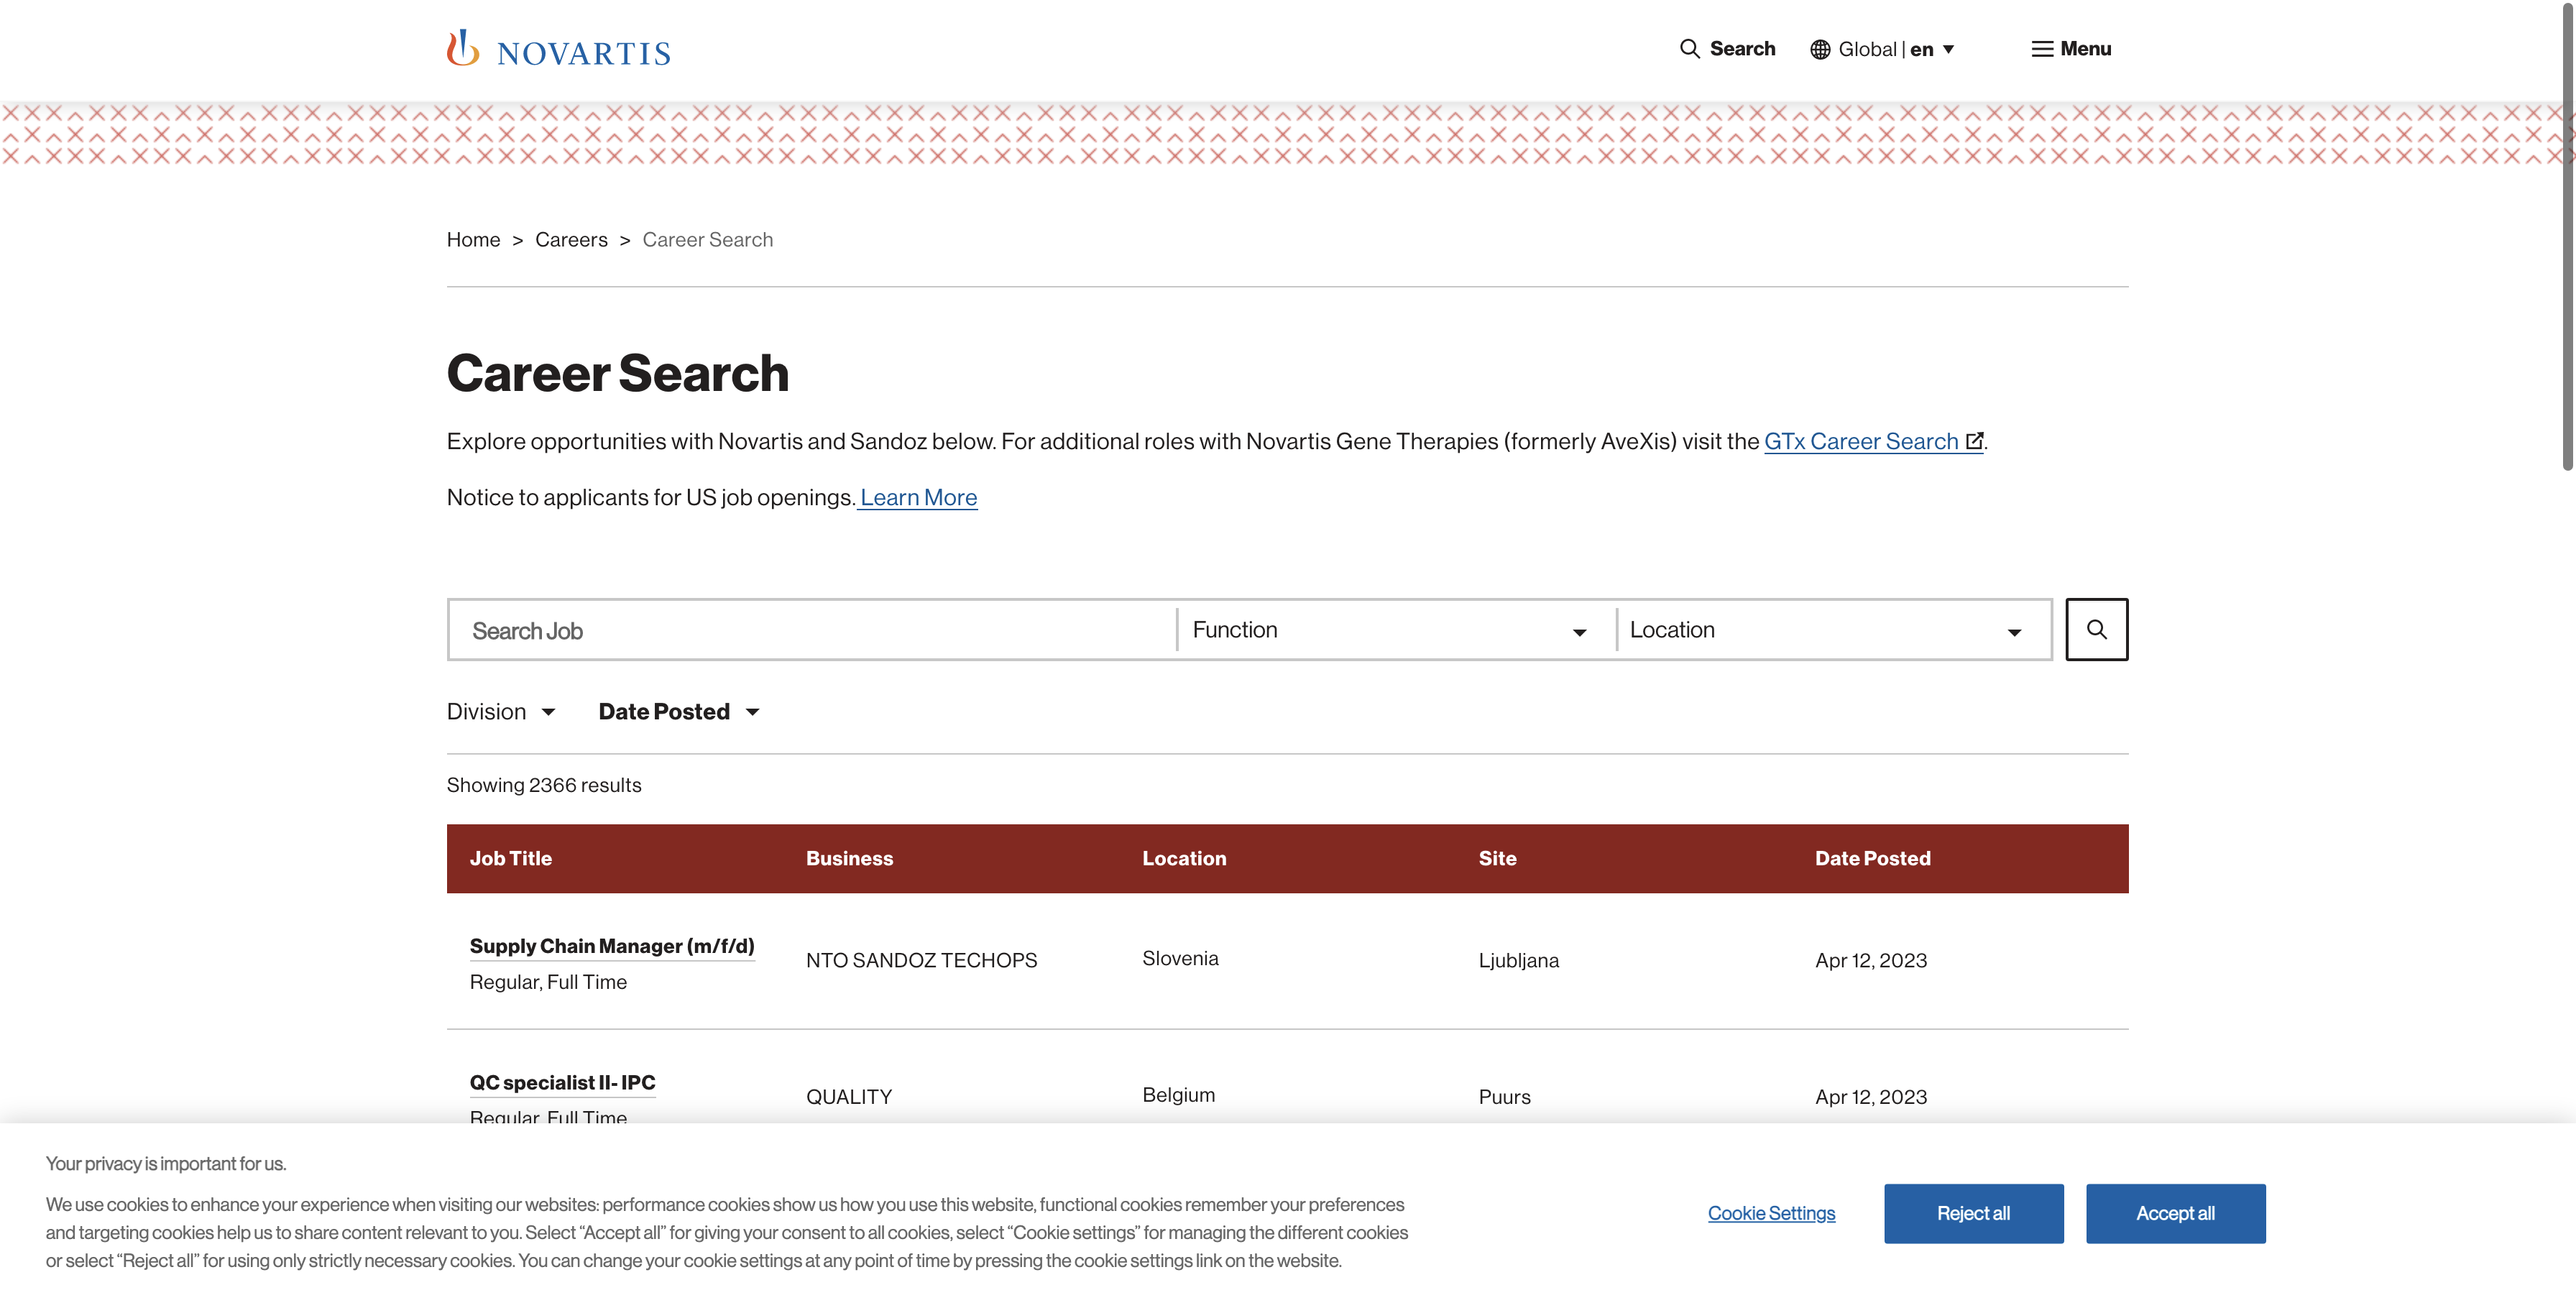 NOVARTIS
Search
Global | en
Menu
Home > Careers > Career Search
Career Search
Explore opportunities with Novartis and Sandoz below. For additional roles with Novartis Gene Therapies (formerly AveXis) visit the GTx Career Search.
Notice to applicants for US job openings. Learn More
Search Job
Function
Location
Division
Date Posted
Showing 2366 results
Job Title Business Location Site Date Posted
Supply Chain Manager (m/f/d)
Regular, Full Time
NTO SANDOZ TECHOPS
Slovenia
Ljubljana
Apr 12, 2023
QC specialist II- IPC
Regular, Full Time
QUALITY
Belgium
Puurs
Apr 12, 2023
Your privacy is important for us.
We use cookies to enhance your experience when visiting our websites: performance cookies show us how you use this website, functional cookies remember your preferences
and targeting cookies help us to share content relevant to you. Select “Accept all” for giving your consent to all cookies, select “Cookie settings” for managing the different cookies
or select “Reject all” for using only strictly necessary cookies. You can change your cookie settings at any point of time by pressing the cookie settings link on the website.
Cookie Settings
Reject all
Accept all